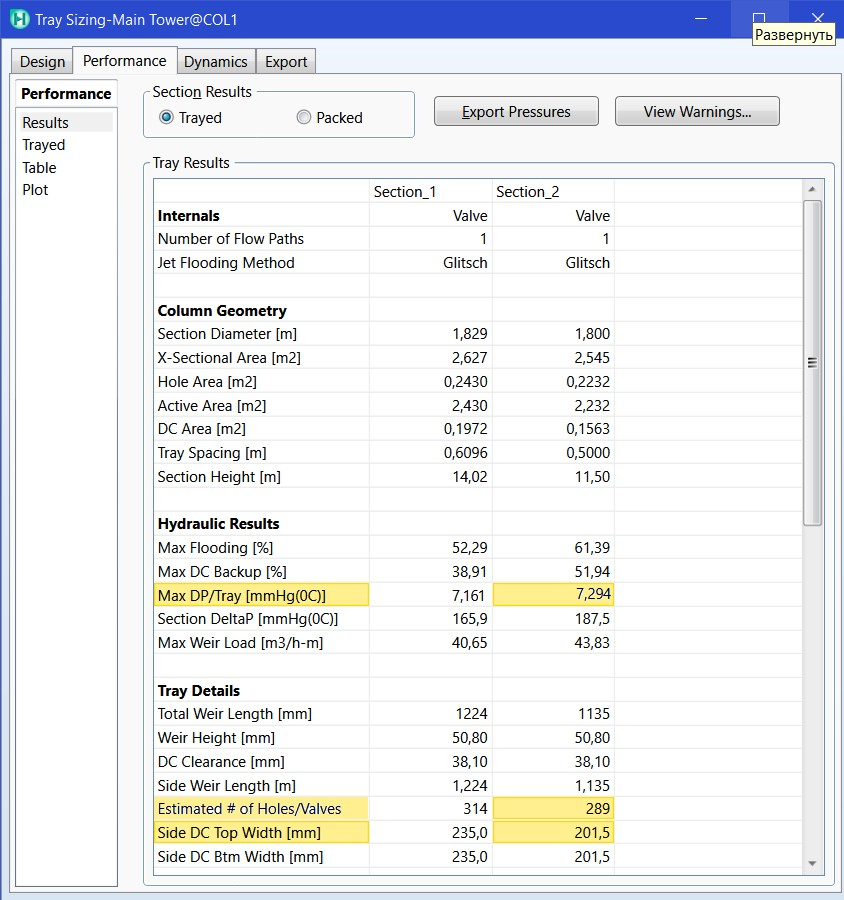 Tray Sizing-Main Tower@COL1
Развернуть
Design Performance Dynamics Export
Performance
Results
Trayed
Table
Plot
Section Results
Trayed Packed
Export Pressures View Warnings...
Tray Results
Section_1 Section_2
Internals Valve Valve
Number of Flow Paths 1 1
Jet Flooding Method Glitsch Glitsch
Column Geometry
Section Diameter [m] 1,829 1,800
X-Sectional Area [m2] 2,627 2,545
Hole Area [m2] 0,2430 0,2232
Active Area [m2] 2,430 2,232
DC Area [m2] 0,1972 0,1563
Tray Spacing [m] 0,6096 0,5000
Section Height [m] 14,02 11,50
Hydraulic Results
Max Flooding [%] 52,29 61,39
Max DC Backup [%] 38,91 51,94
Max DP/Tray [mmHg(0C)] 7,161 7,294
Section DeltaP [mmHg(0C)] 165,9 187,5
Max Weir Load [m3/h-m] 40,65 43,83
Tray Details
Total Weir Length [mm] 1224 1135
Weir Height [mm] 50,80 50,80
DC Clearance [mm] 38,10 38,10
Side Weir Length [m] 1,224 1,135
Estimated # of Holes/Valves 314 289
Side DC Top Width [mm] 235,0 201,5
Side DC Btm Width [mm] 235,0 201,5